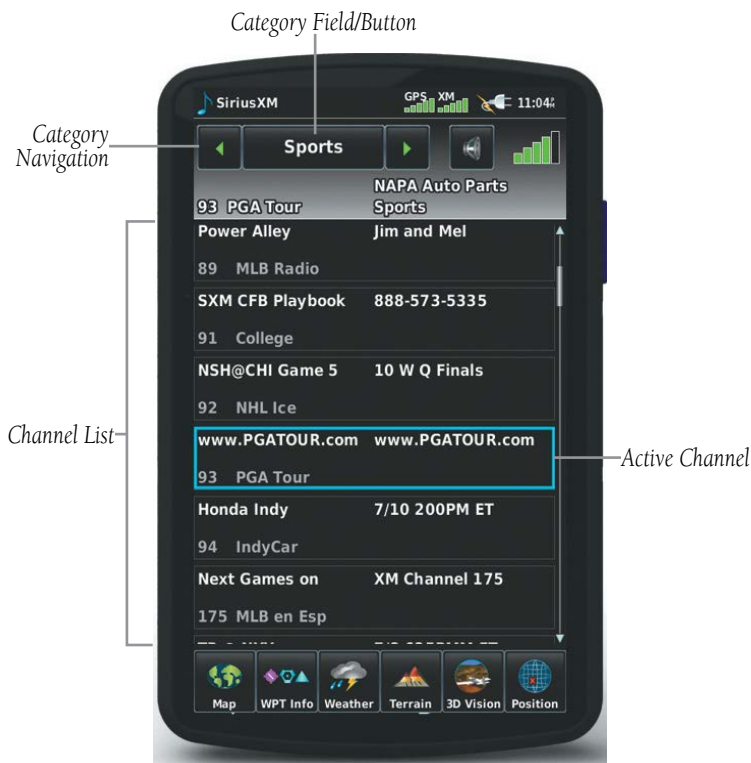 Category Field/Button
SiriusXM GPS XM 11:04
Category
Navigation
Sports
NAPA Auto Parts
93 PGA Tour Sports
Power Alley Jim and Mel
89 MLB Radio
SXM CFB Playbook 888-573-5335
91 College
NSH@CHI Game 5 10 W Q Finals
92 NHL Ice
Channel List
www.PGATOUR.com www.PGATOUR.com
Active Channel
93 PGA Tour
Honda Indy 7/10 200PM ET
94 IndyCar
Next Games on XM Channel 175
175 MLB en Esp
Map WPT Info Weather Terrain 3D Vision Position